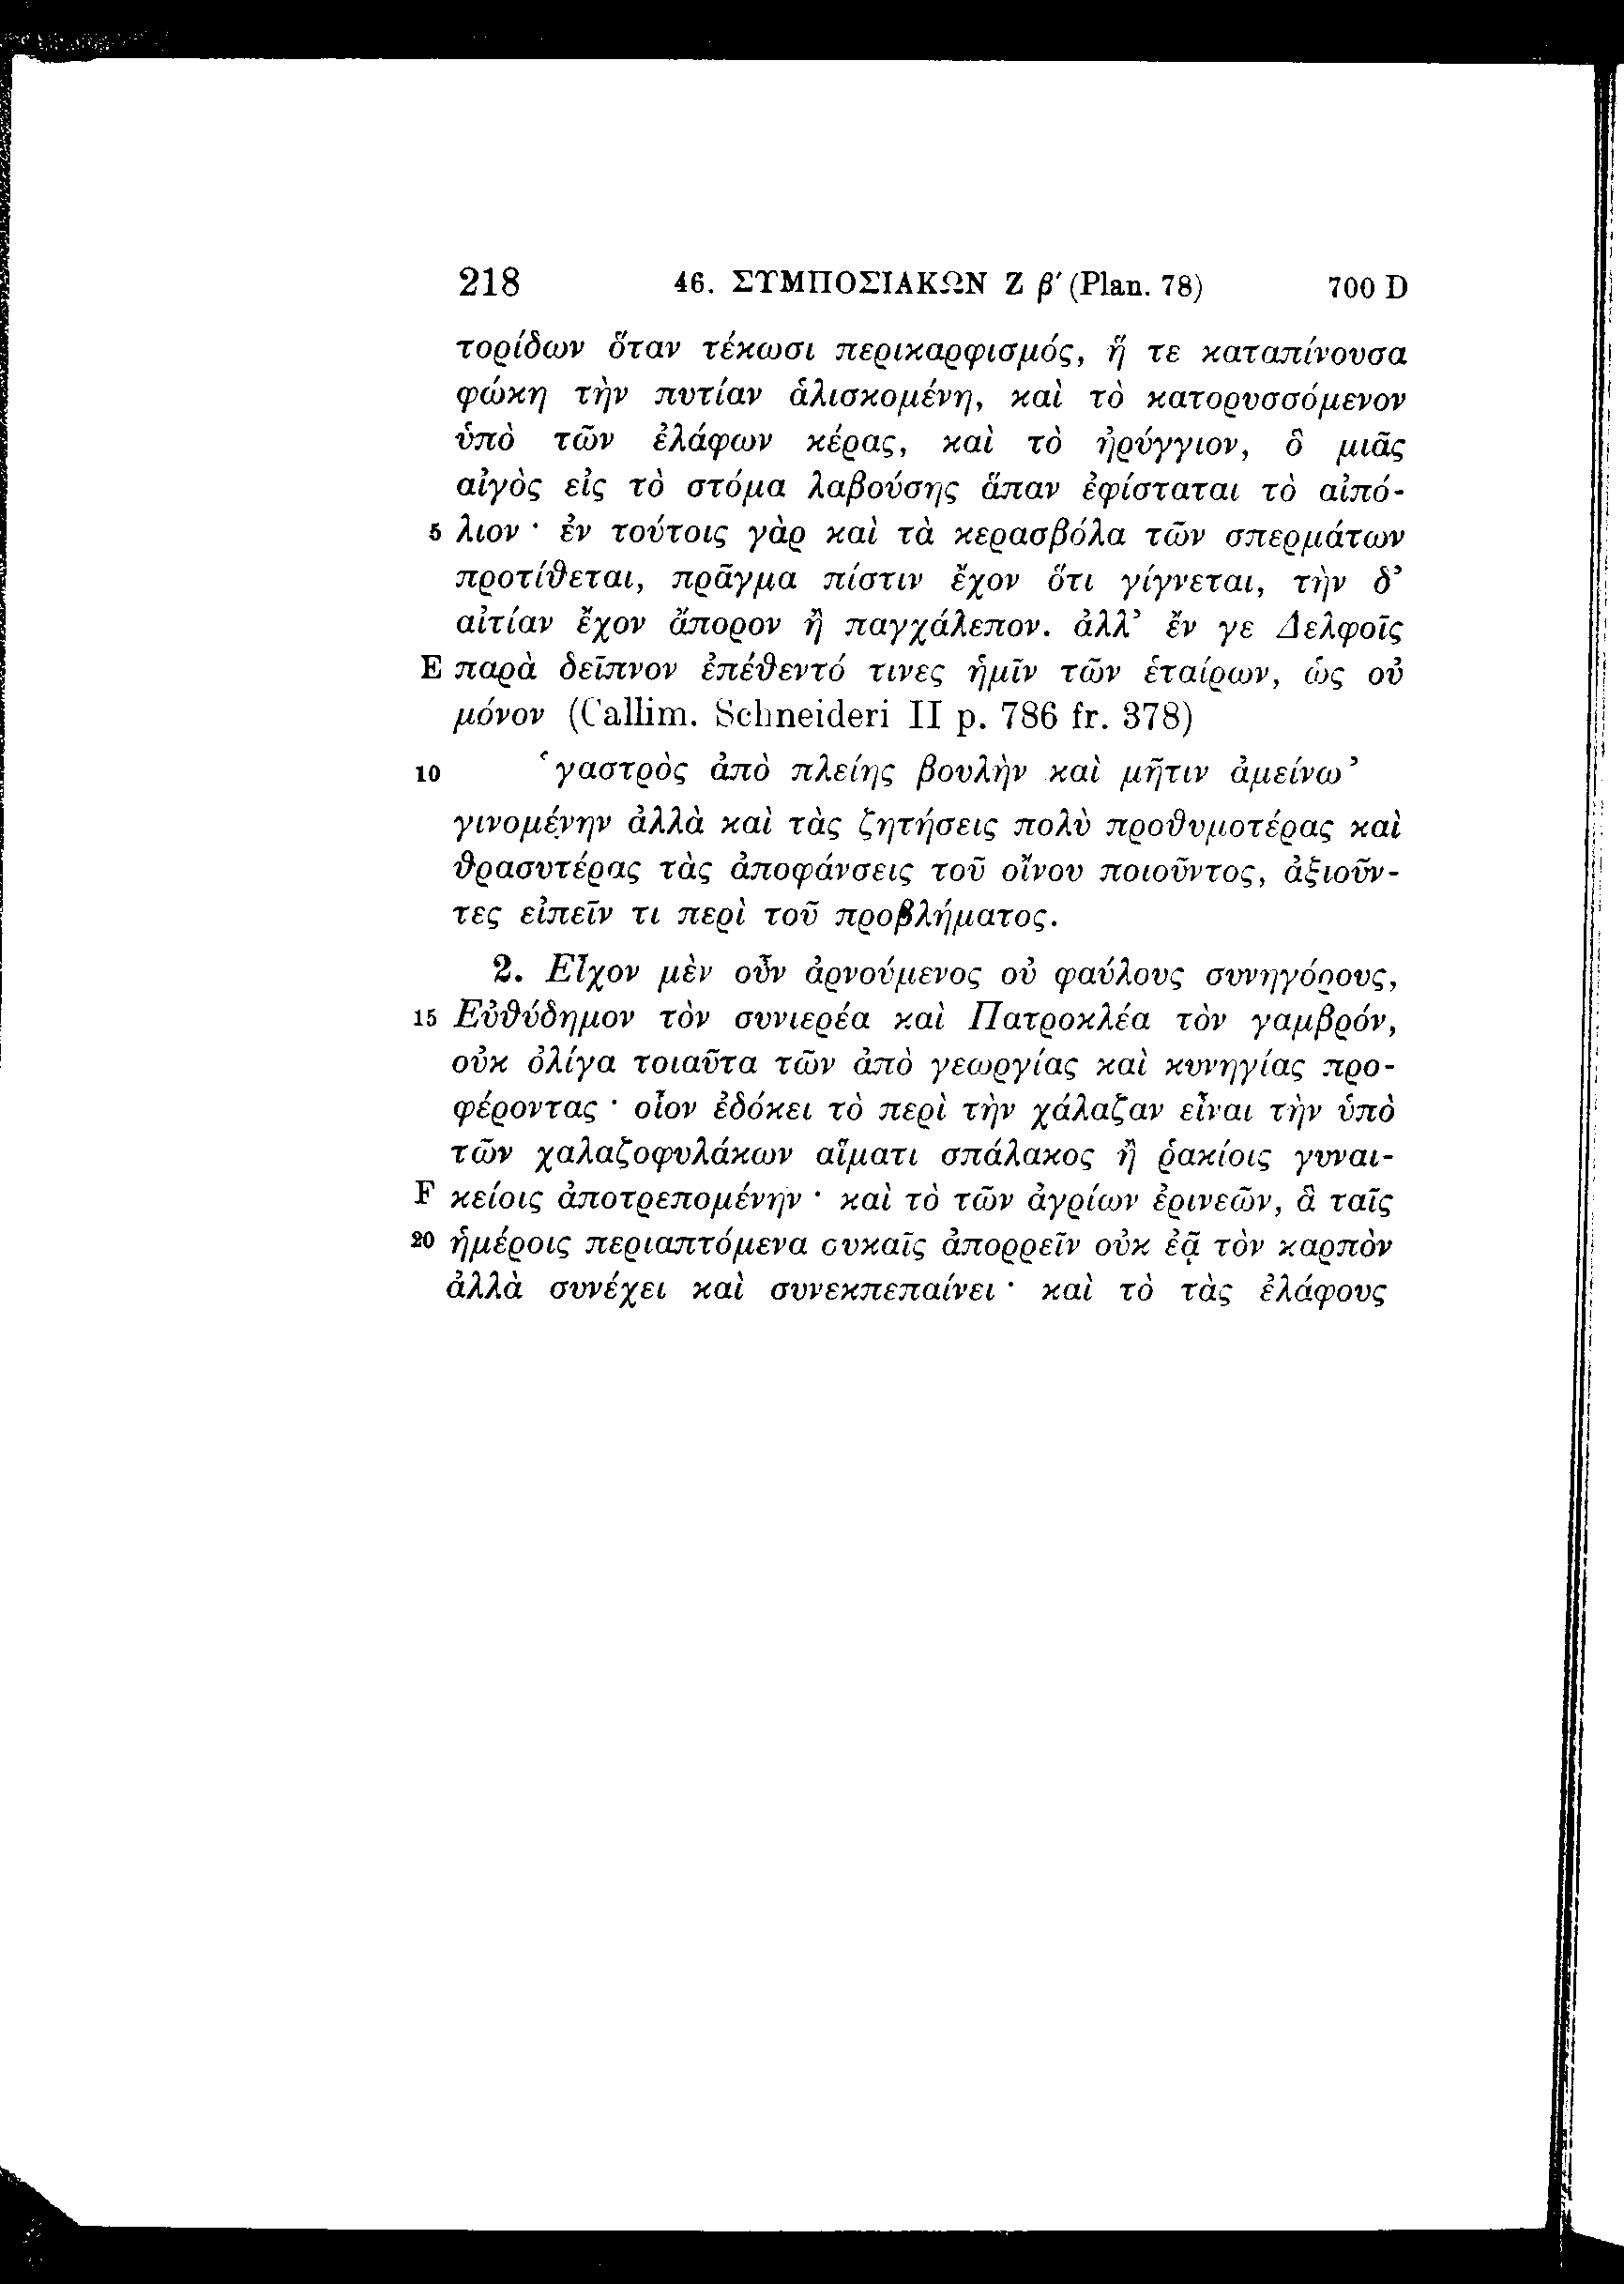 218 46. ΣΥΜΠΟΣΙΑΚΩΝ Ζ β′ (Plan. 78) 700 D
τορίδων ὅταν τέκωσι περικαρφισμός, ἥ τε καταπίνουσα
φώκη τὴν πυτίαν ἁλισκομένη, καὶ τὸ κατορυσσόμενον
ὑπὸ τῶν ἐλάφων κέρας, καὶ τὸ ἠρύγγιον, ὃ μιᾶς
αἰγὸς εἰς τὸ στόμα λαβούσης ἅπαν ἐφίσταται τὸ αἰπό-
5 λιον · ἐν τούτοις γὰρ καὶ τὰ κερασβόλα τῶν σπερμάτων
προτίθεται, πρᾶγμα πίστιν ἔχον ὅτι γίγνεται, τὴν δ’
αἰτίαν ἔχον ἄπορον ἢ παγχάλεπον. ἀλλ’ ἔν γε Δελφοῖς
E παρὰ δεῖπνον ἐπέθεντό τινες ἡμῖν τῶν ἑταίρων, ὡς οὐ
μόνον (Callim. Schneideri II p. 786 fr. 378)
10 ‘γαστρὸς ἀπὸ πλείης βουλὴν καὶ μῆτιν ἀμείνω’
γινομένην ἀλλὰ καὶ τὰς ζητήσεις πολὺ προθυμοτέρας καὶ
θρασυτέρας τὰς ἀποφάνσεις τοῦ οἴνου ποιοῦντος, ἀξιοῦν-
τες εἰπεῖν τι περὶ τοῦ προβλήματος.
2. Εἶχον μὲν οὖν ἀρνούμενος οὐ φαύλους συνηγόρους,
15 Εὐθύδημον τὸν συνιερέα καὶ Πατροκλέα τὸν γαμβρόν,
οὐκ ὀλίγα τοιαῦτα τῶν ἀπὸ γεωργίας καὶ κυνηγίας προ-
φέροντας · οἷον ἐδόκει τὸ περὶ τὴν χάλαζαν εἶναι τὴν ὑπὸ
τῶν χαλαζοφυλάκων αἵματι σπάλακος ἢ ῥακίοις γυναι-
F κείοις ἀποτρεπομένην · καὶ τὸ τῶν ἀγρίων ἐρινεῶν, ἃ ταῖς
20 ἡμέροις περιαπτόμενα συκαῖς ἀπορρεῖν οὐκ ἐᾷ τὸν καρπὸν
ἀλλὰ συνέχει καὶ συνεκπεπαίνει · καὶ τὸ τὰς ἐλάφους